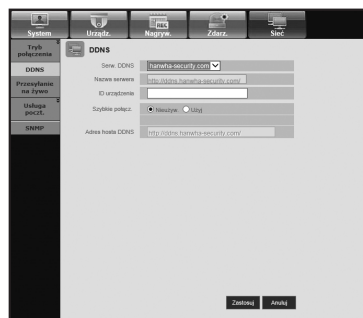 System Urządz. Nagryw. Zdarz. Sieć
REC
Tryb
połączenia
DDNS
Przesyłanie
na żywo
Usługa
poczt.
SNMP
DDNS
Serw. DDNS hanwha-security.com
Nazwa serwera http://ddns.hanwha-security.com/
ID urządzenia
Szybkie połącz. Nieużyw Użyj
Adres hosta DDNS http://ddns.hanwha-security.com/
Zastosuj Anuluj